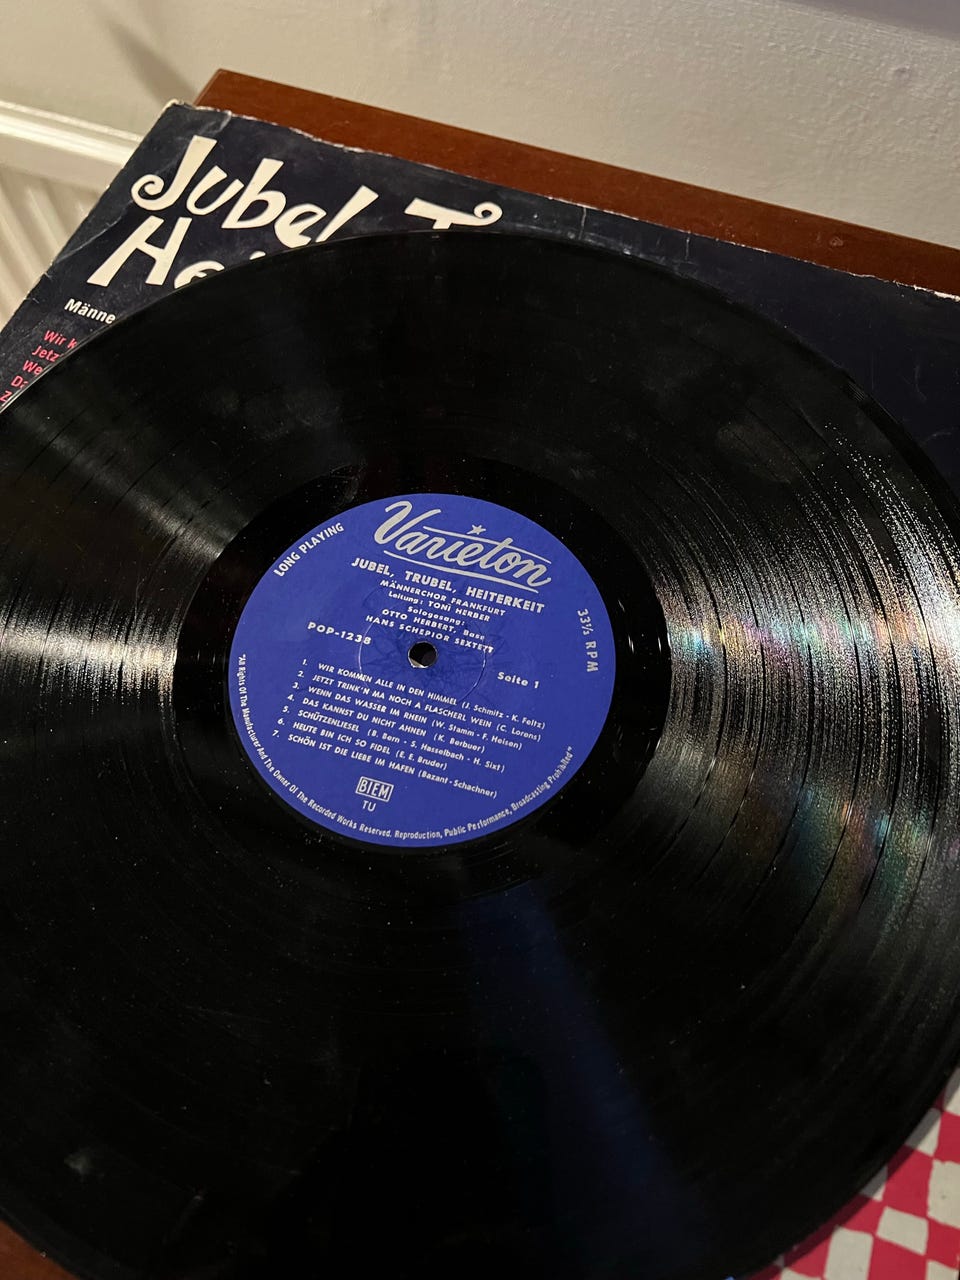 Jubel, T
He
Männe
Wir K
Jetz
We
Da
Z
LONG PLAYING
Varieton
JUBEL, TRUBEL, HEITERKEIT
MÄNNERCHOR FRANKFURT
Leitung: TONI HERBER
Sologesang:
OTTO HERBERT, Bass
HANS SCHEPIOR SEXTETT
POP-1238
Seite 1
33⅓ RPM
1. WIR KOMMEN ALLE IN DEN HIMMEL (J. Schmitz - K. Feltz)
2. JETZT TRINK'N MA NOCH A FLASCHERL WEIN (C. Lorens)
3. WENN DAS WASSER IM RHEIN (W. Stamm - F. Heisen)
4. DAS KANNST DU NICHT AHNEN (K. Berbuer)
5. SCHÜTZENLIESEL (B. Bern - S. Hasselbach - H. Sixt)
6. HEUTE BIN ICH SO FIDEL (E. E. Bruder)
7. SCHÖN IST DIE LIEBE IM HAFEN (Bazant-Schachner)
BIEM
TU
"All Rights Of The Manufacturer And The Owner Of The Recorded Works Reserved. Reproduction, Public Performance, Broadcasting Prohibited"